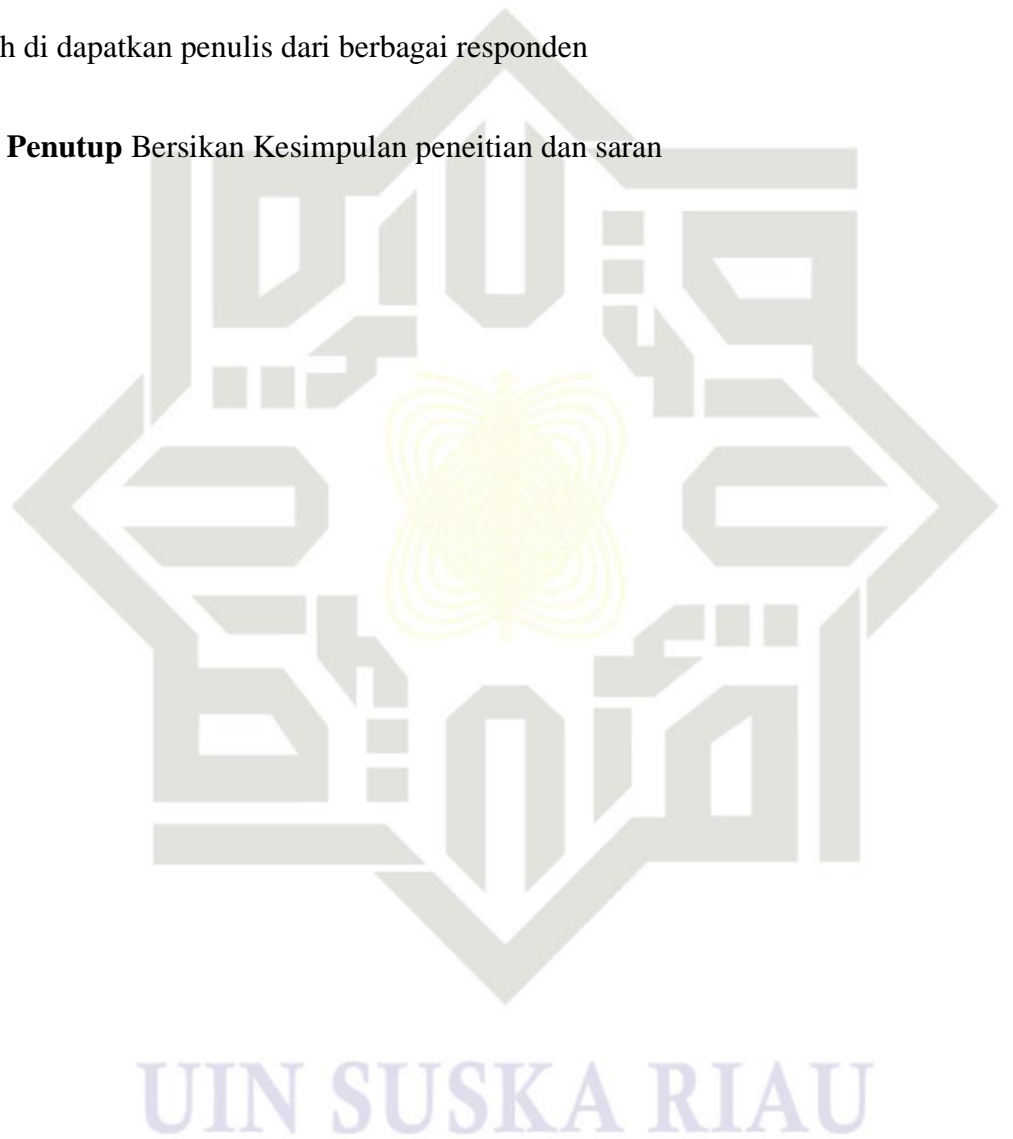 h di dapatkan penulis dari berbagai responden
Penutup Bersikan Kesimpulan peneitian dan saran
UIN SUSKA RIAU